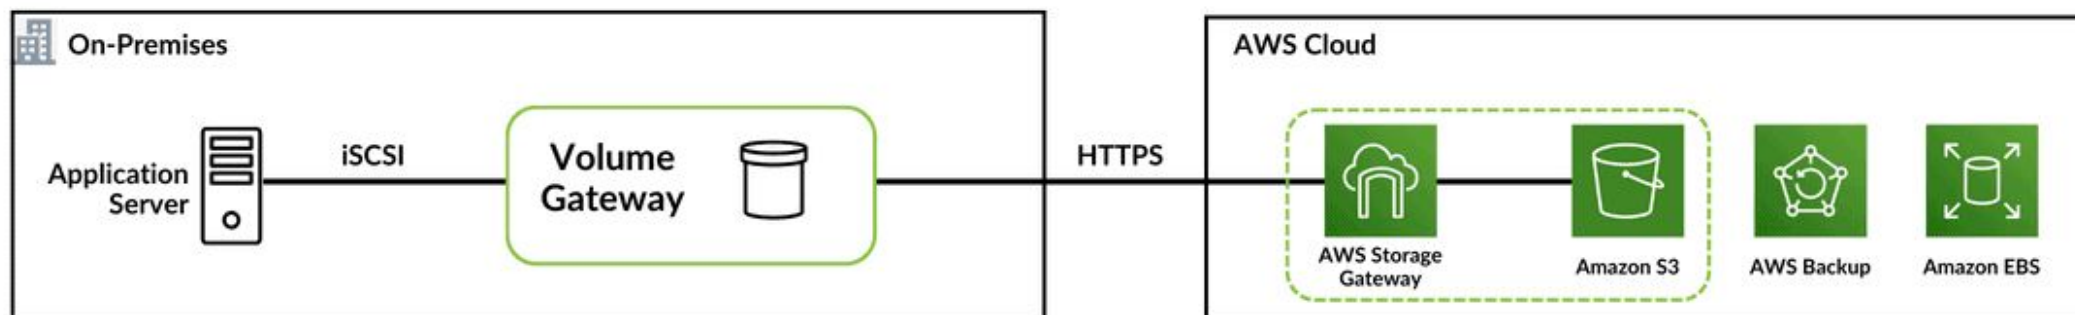 On-Premises
AWS Cloud
Application
Server
iSCSI
Volume
Gateway
HTTPS
AWS Storage
Gateway
Amazon S3
AWS Backup
Amazon EBS